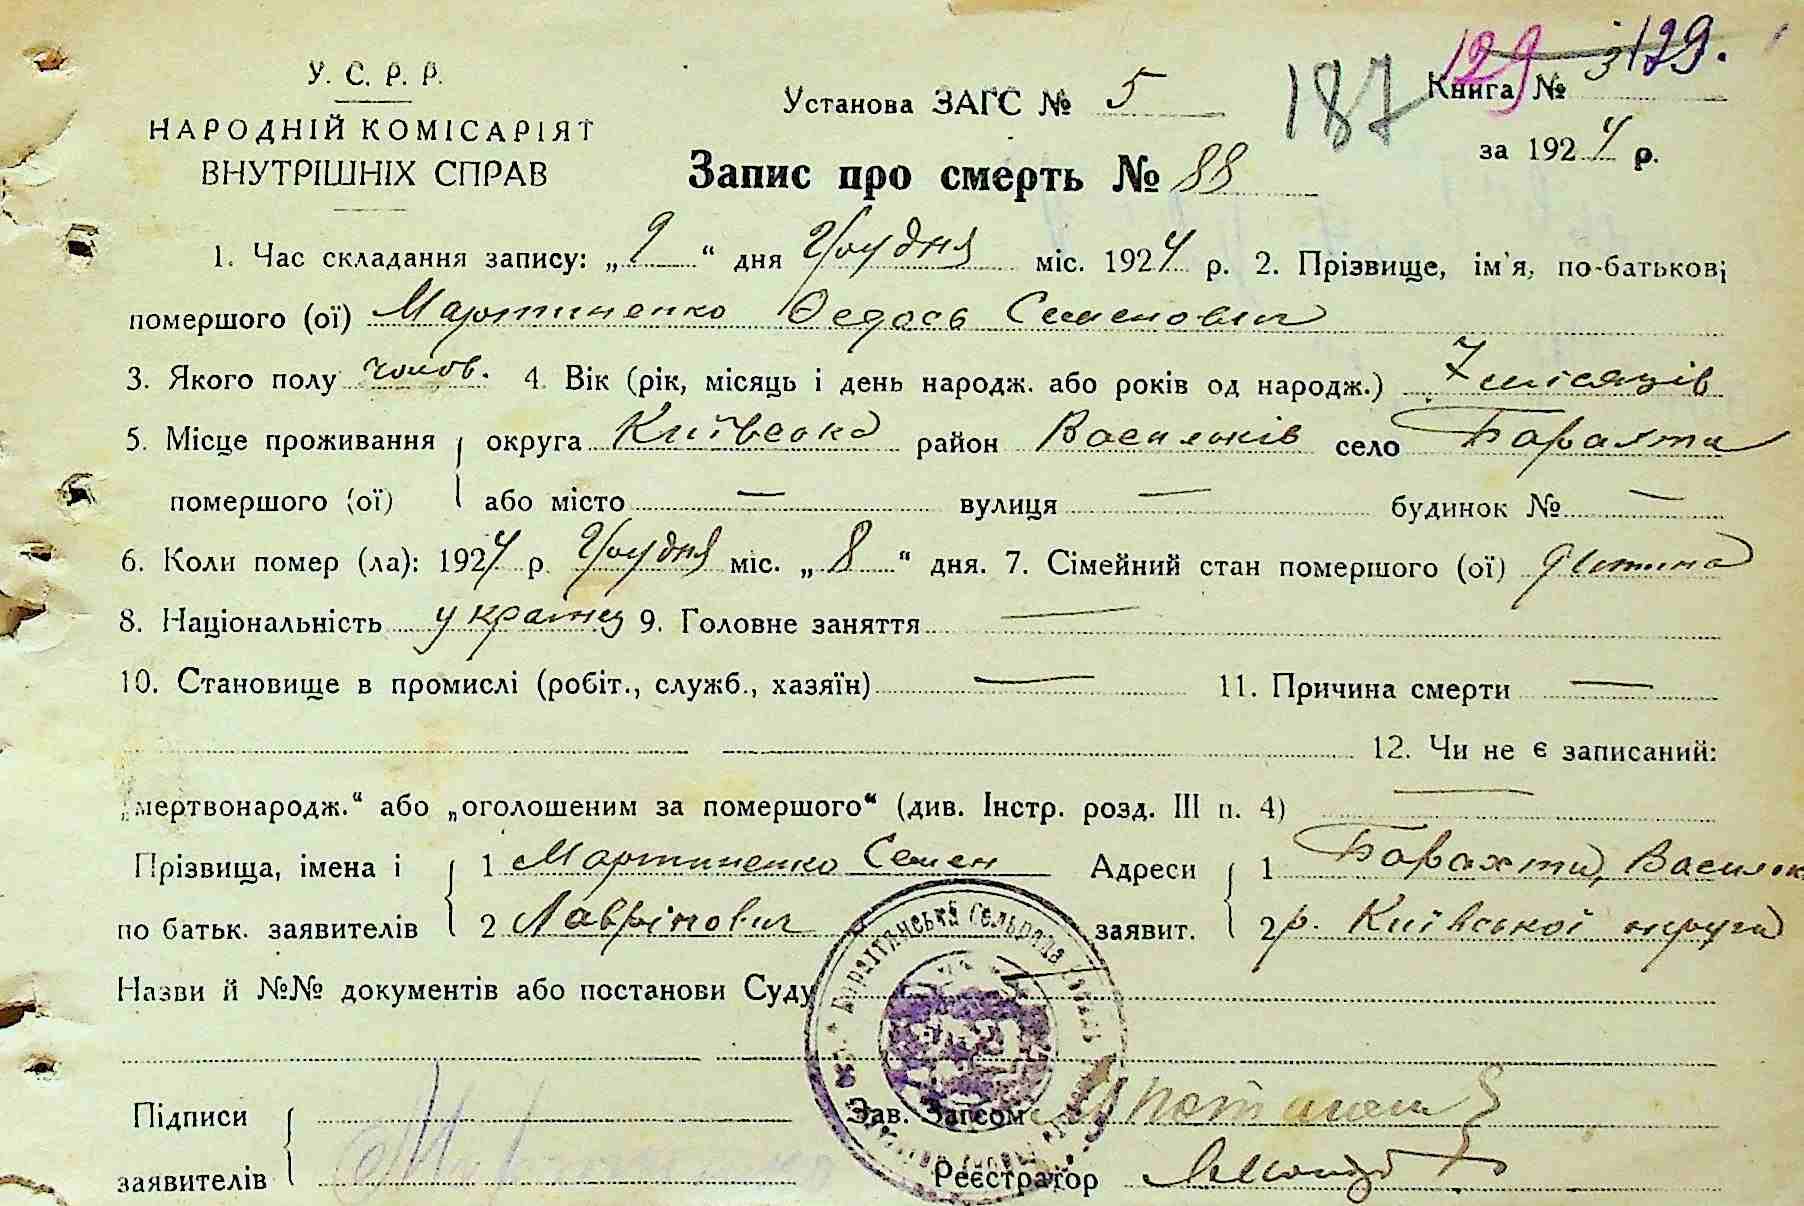 У. С. Р. Р.
НАРОДНІЙ КОМІСАРІЯТ
ВНУТРІШНІХ СПРАВ
Установа ЗАГС № 5
187
129
Книга № 3 129.
за 1924 р.
Запис про смерть № 88
1. Час складання запису: „9“ дня Грудня міс. 1924 р. 2. Прізвище, ім'я, по-батькові
помершого (ої) Мартиненко Федось Семенович
3. Якого полу чолов. 4. Вік (рік, місяць і день народж. або років од народж.) 7 місяців
5. Місце проживання округа Київська район Васильків село Барахти
помершого (ої) або місто — вулиця — будинок № —
6. Коли помер (ла): 1924 р. Грудня міс. „8“ дня. 7. Сімейний стан помершого (ої) дитина
8. Національність українц 9. Головне заняття —
10. Становище в промислі (робіт., служб., хазяїн) — 11. Причина смерти —
12. Чи не є записаний:
„мертвонародж.“ або „оголошеним за помершого“ (див. Інстр. розд. III п. 4) —
Прізвища, імена і 1 Мартиненко Семен Адреси 1 Барахти, Васильк
по батьк. заявителів 2 Лаврінович заявит. 2 р. Київської округи
Назви й №№ документів або постанови Суду
Підписи Зав. Загсом
заявителів Мартиненко Реєстратор